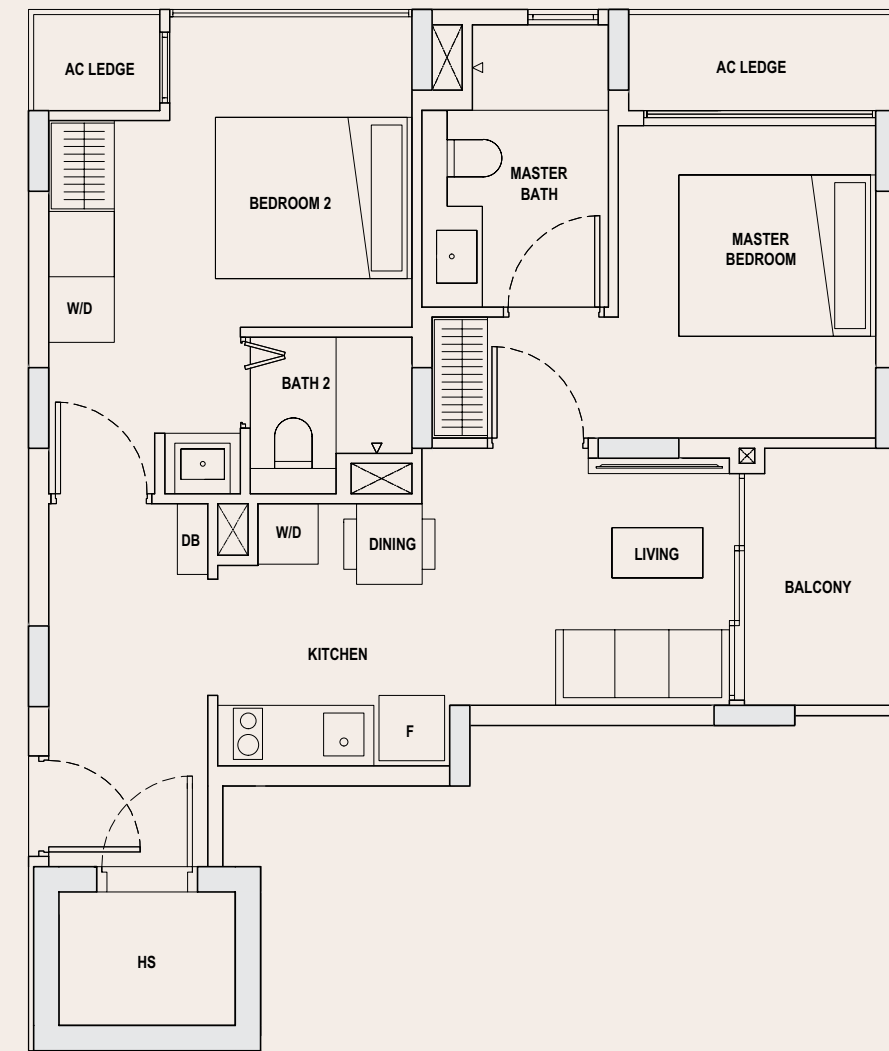 AC LEDGE
AC LEDGE
MASTER
BATH
BEDROOM 2
MASTER
BEDROOM
W/D
BATH 2
DB
W/D
DINING
LIVING
BALCONY
KITCHEN
F
HS